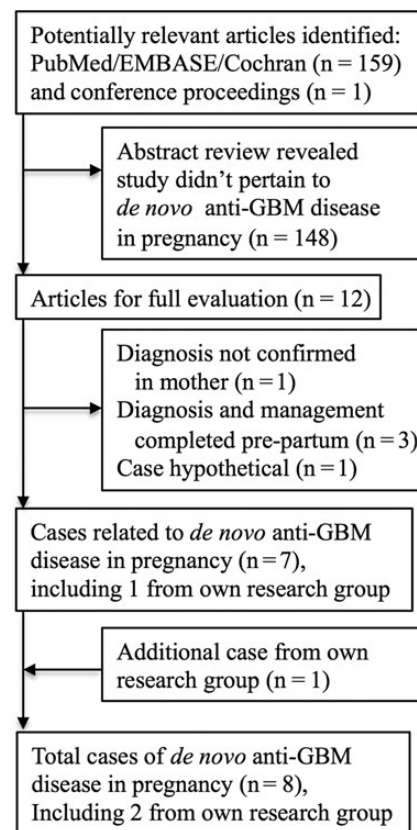 Potentially relevant articles identified:
PubMed/EMBASE/Cochran (n = 159)
and conference proceedings (n = 1)
Abstract review revealed
study didn't pertain to
de novo anti-GBM disease
in pregnancy (n = 148)
Articles for full evaluation (n = 12)
Diagnosis not confirmed
in mother (n = 1)
Diagnosis and management
completed pre-partum (n = 3)
Case hypothetical (n = 1)
Cases related to de novo anti-GBM
disease in pregnancy (n = 7),
including 1 from own research group
Additional case from own
research group (n = 1)
Total cases of de novo anti-GBM
disease in pregnancy (n = 8),
Including 2 from own research group